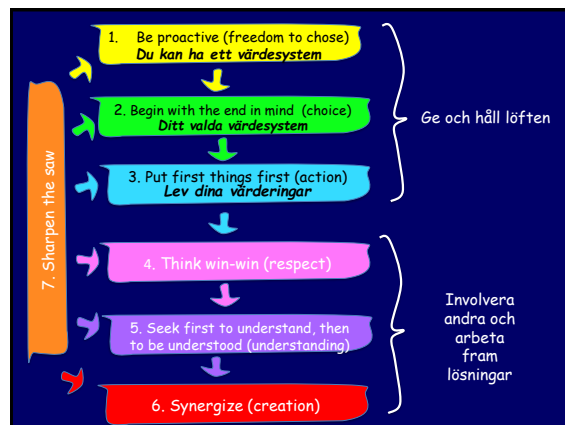 1. Be proactive (freedom to chose)
Du kan ha ett värdesystem
2. Begin with the end in mind (choice)
Ditt valda värdesystem
3. Put first things first (action)
Lev dina värderingar
Ge och håll löften
7. Sharpen the saw
4. Think win-win (respect)
5. Seek first to understand, then
to be understood (understanding)
6. Synergize (creation)
Involvera
andra och
arbeta
fram
lösningar